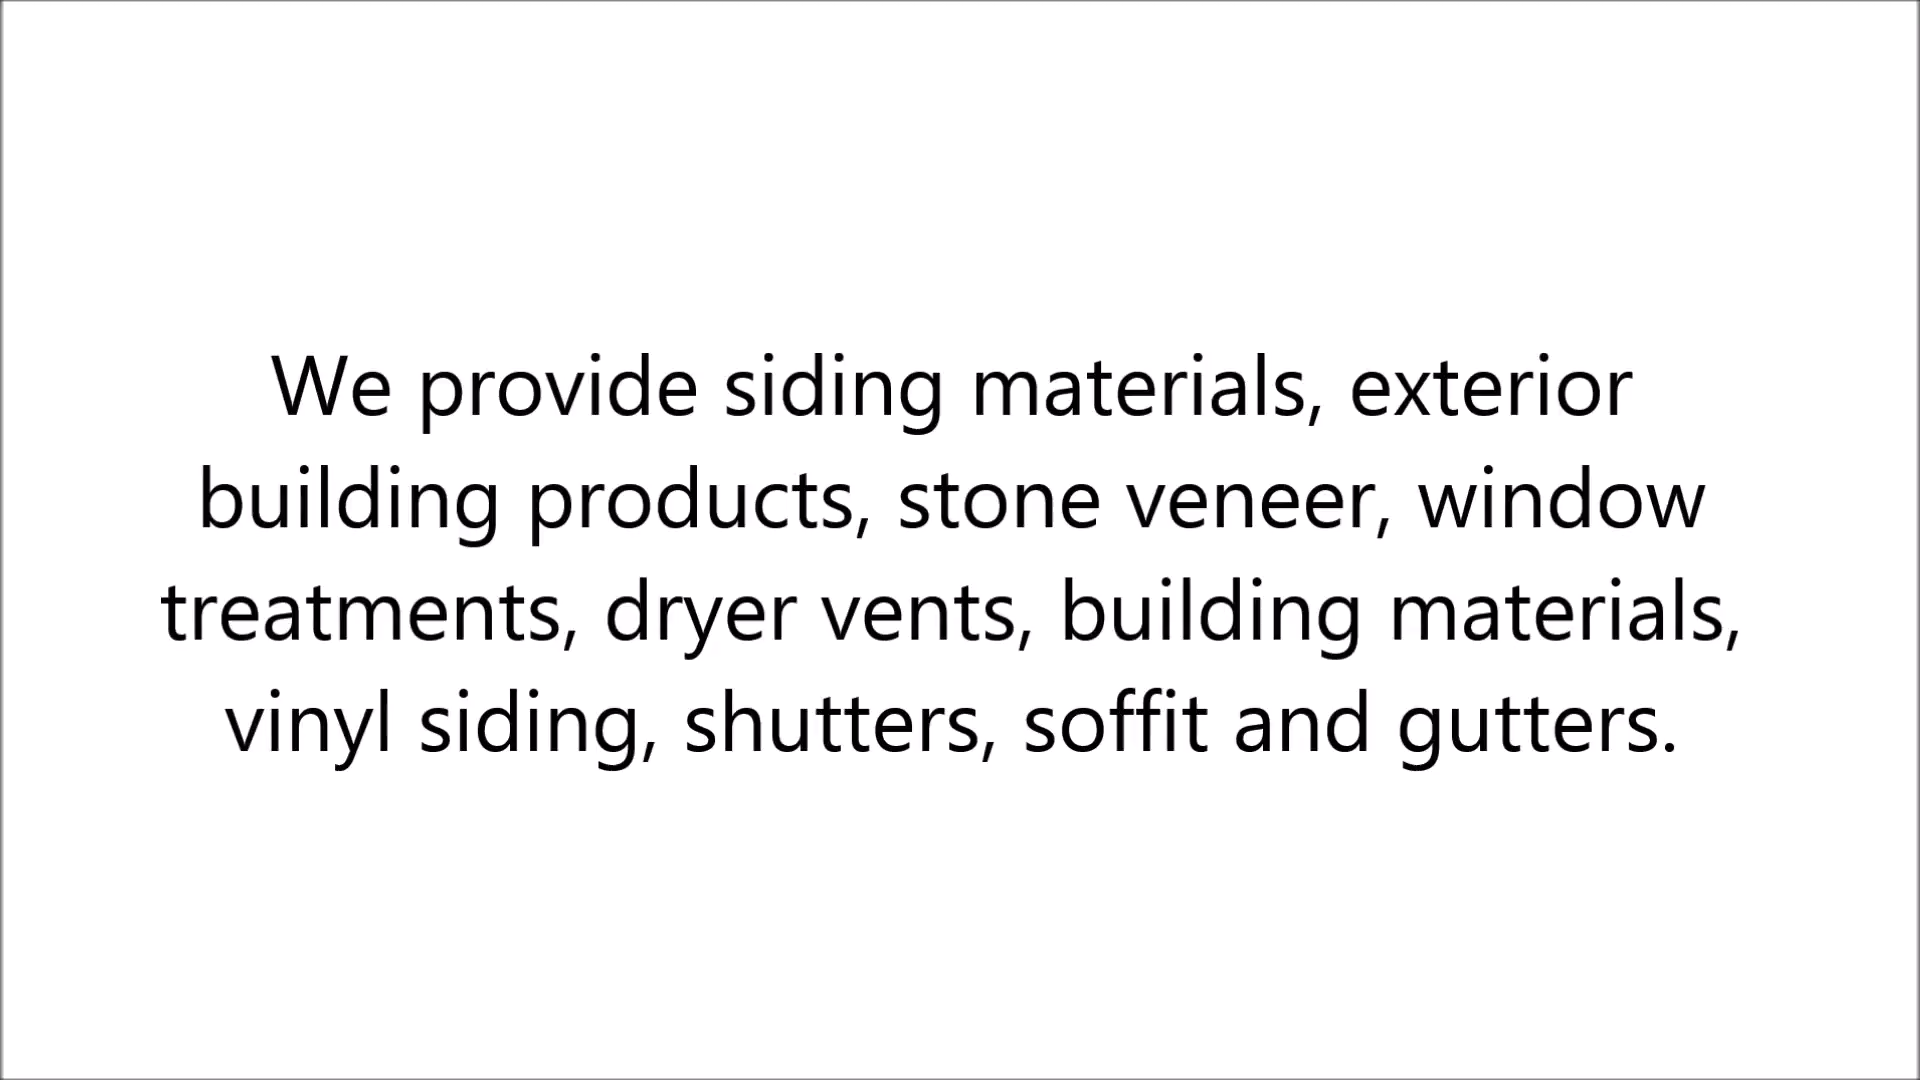 We provide siding materials, exterior
building products, stone veneer, window
treatments, dryer vents, building materials,
vinyl siding, shutters, soffit and gutters.